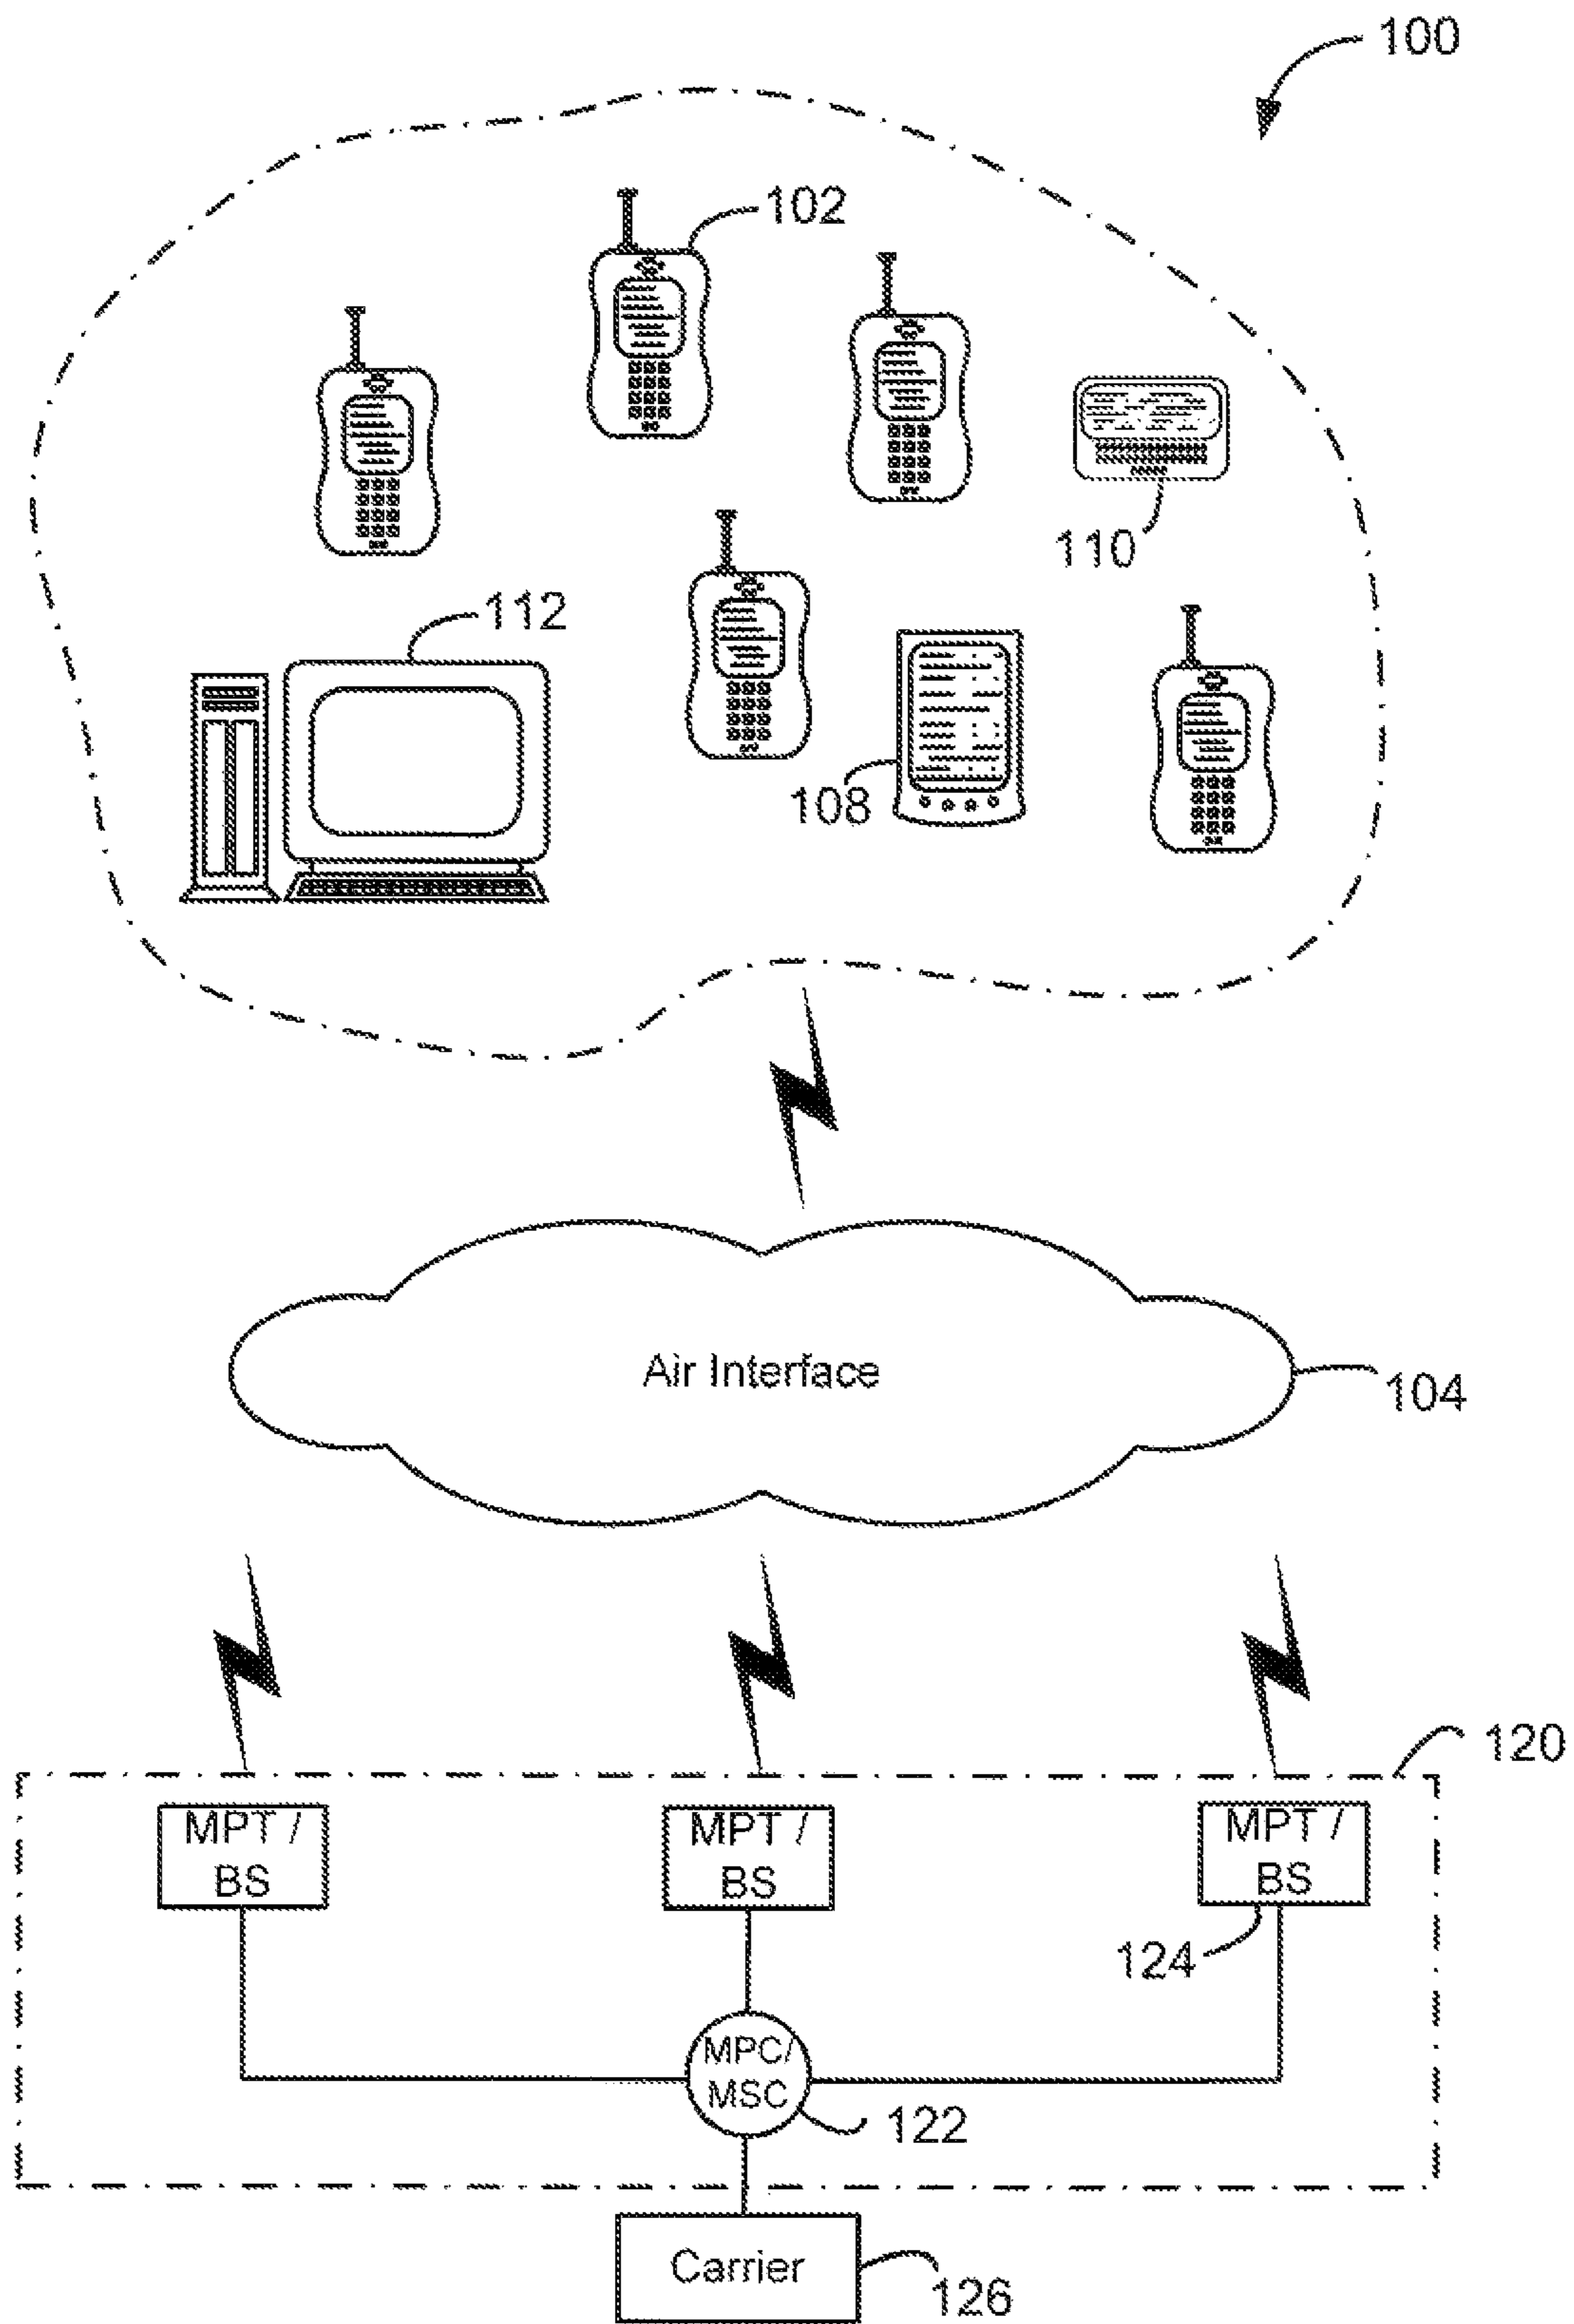 100
102
110
112
108
Air Interface
104
120
MPT /
BS
MPT /
BS
MPT /
BS
124
MPC/
MSC
122
Carrier
126